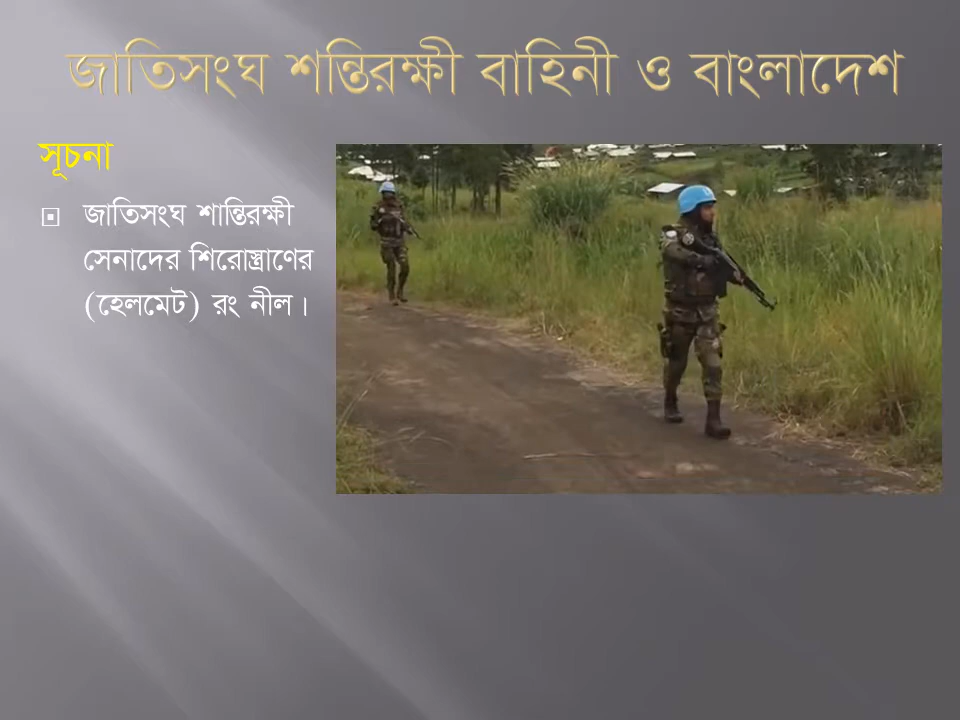 জাতিসংঘ শন্তিরক্ষী বাহিনী ও বাংলাদেশ
সূচনা
জাতিসংঘ শান্তিরক্ষী
সেনাদের শিরোস্ত্রাণের
(হেলমেট) রং নীল।